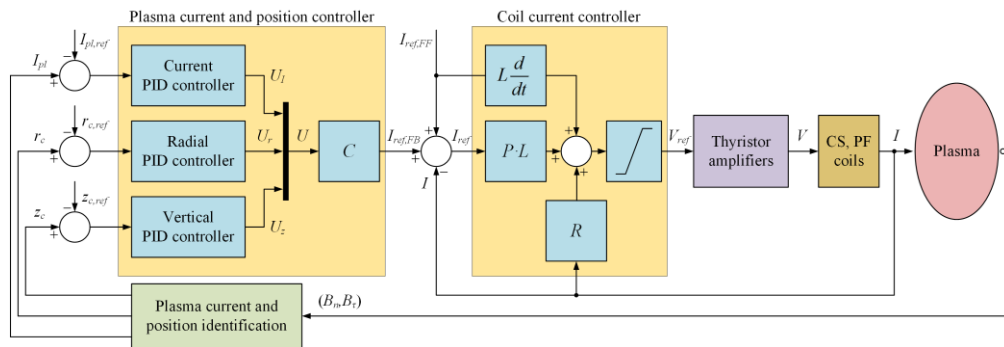 Plasma current and position controller
Coil current controller
I_pl,ref
I_ref,FF
I_pl
−
+
Current
PID controller
U_I
L d/dt
r_c,ref
r_c
−
+
Radial
PID controller
U_r
U
C
I_ref,FB
+
+
−
I_ref
I
P·L
+
+
+
V_ref
Thyristor
amplifiers
V
CS, PF
coils
I
Plasma
z_c,ref
z_c
−
+
Vertical
PID controller
U_z
R
Plasma current and
position identification
(B_n,B_τ)